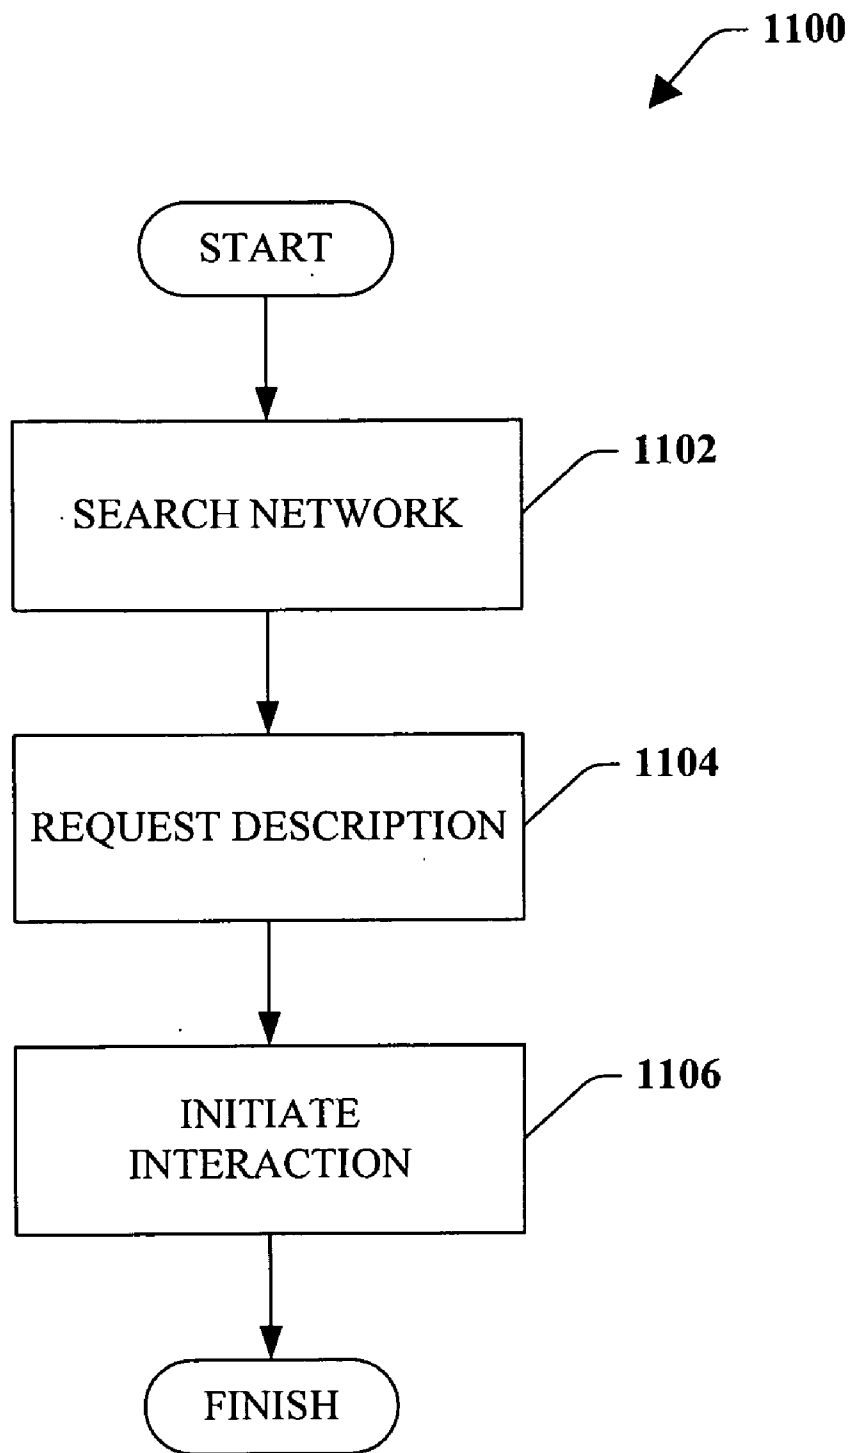 1100
START
SEARCH NETWORK
1102
REQUEST DESCRIPTION
1104
INITIATE
INTERACTION
1106
FINISH